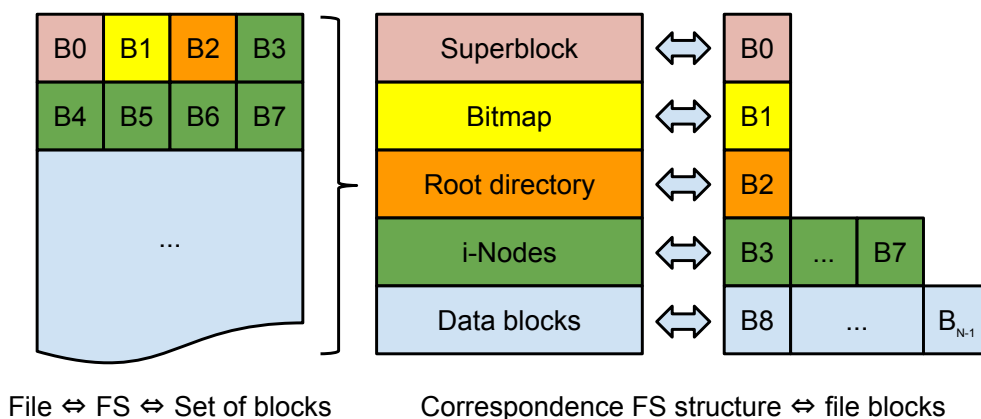 B0 B1 B2 B3
B4 B5 B6 B7
...
File ⇔ FS ⇔ Set of blocks
Superblock B0
Bitmap B1
Root directory B2
i-Nodes B3 ... B7
Data blocks B8 ... B N-1
Correspondence FS structure ⇔ file blocks